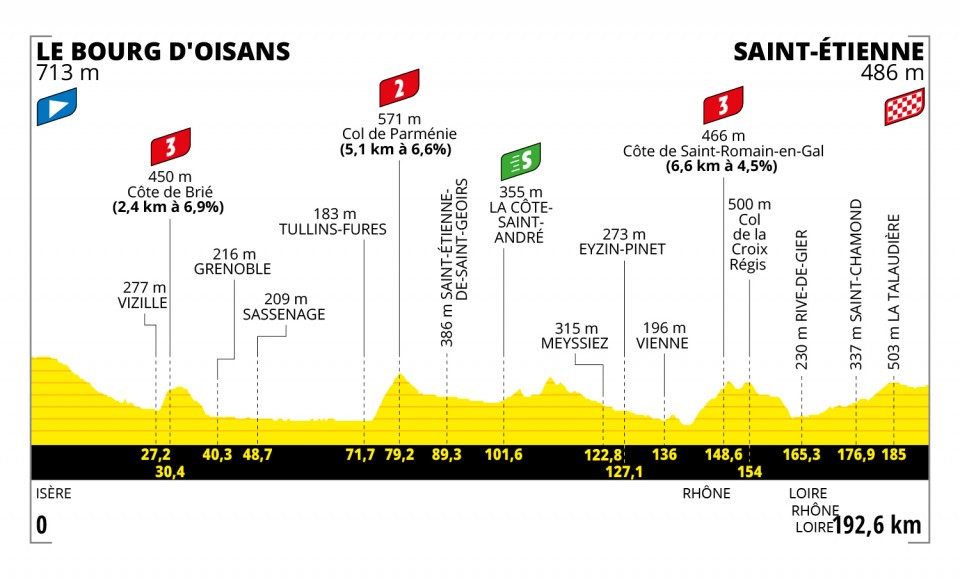 LE BOURG D'OISANS
713 m
SAINT-ÉTIENNE
486 m
3
450 m
Côte de Brié
(2,4 km à 6,9%)
277 m
VIZILLE
216 m
GRENOBLE
209 m
SASSENAGE
183 m
TULLINS-FURES
2
571 m
Col de Parménie
(5,1 km à 6,6%)
386 m SAINT-ÉTIENNE-
DE-SAINT-GEOIRS
S
355 m
LA CÔTE-
SAINT-
ANDRÉ
315 m
MEYSSIEZ
273 m
EYZIN-PINET
196 m
VIENNE
3
466 m
Côte de Saint-Romain-en-Gal
(6,6 km à 4,5%)
500 m
Col
de la
Croix
Régis
230 m RIVE-DE-GIER
337 m SAINT-CHAMOND
503 m LA TALAUDIÈRE
27,2
30,4
40,3
48,7
71,7
79,2
89,3
101,6
122,8
127,1
136
148,6
154
165,3
176,9
185
ISÈRE
RHÔNE
LOIRE
RHÔNE
LOIRE
0
192,6 km